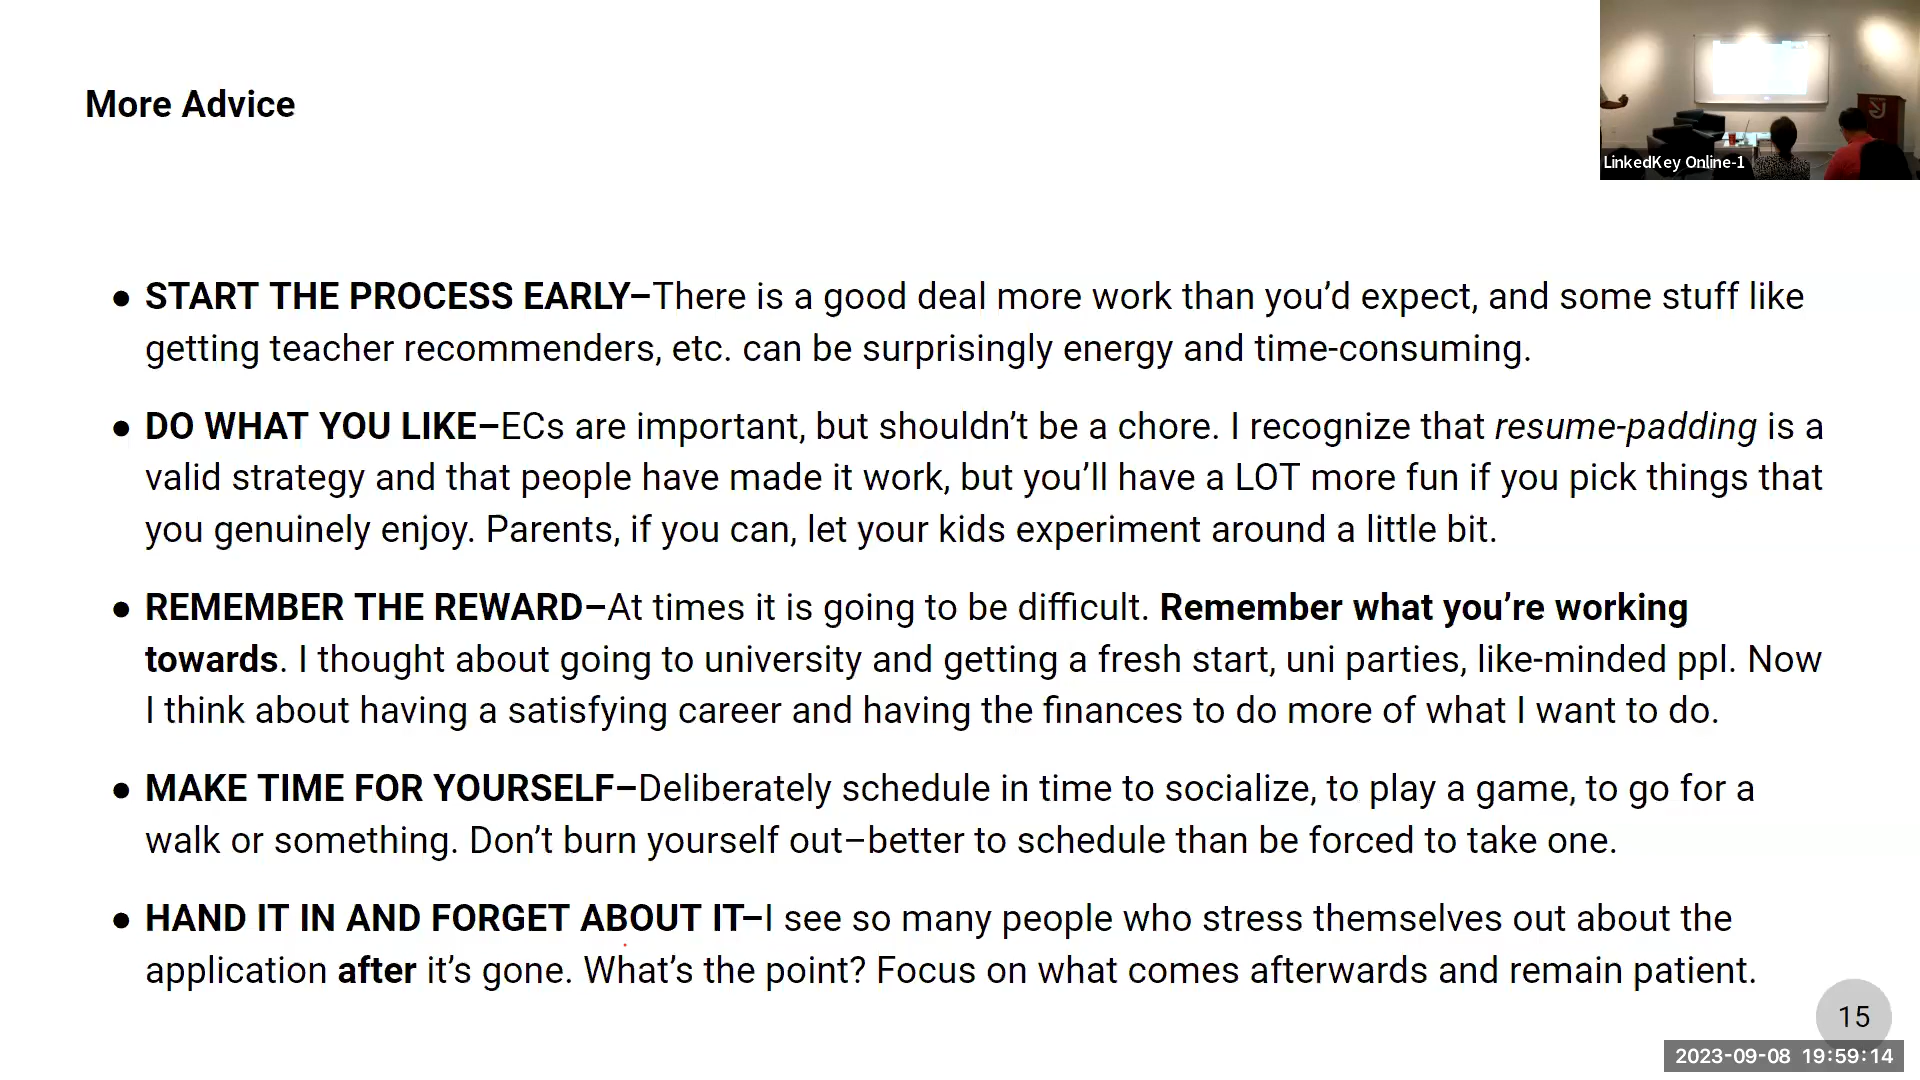 More Advice
LinkedKey Online-1
● START THE PROCESS EARLY–There is a good deal more work than you’d expect, and some stuff like
getting teacher recommenders, etc. can be surprisingly energy and time-consuming.
● DO WHAT YOU LIKE–ECs are important, but shouldn’t be a chore. I recognize that resume-padding is a
valid strategy and that people have made it work, but you’ll have a LOT more fun if you pick things that
you genuinely enjoy. Parents, if you can, let your kids experiment around a little bit.
● REMEMBER THE REWARD–At times it is going to be difficult. Remember what you’re working
towards. I thought about going to university and getting a fresh start, uni parties, like-minded ppl. Now
I think about having a satisfying career and having the finances to do more of what I want to do.
● MAKE TIME FOR YOURSELF–Deliberately schedule in time to socialize, to play a game, to go for a
walk or something. Don’t burn yourself out–better to schedule than be forced to take one.
● HAND IT IN AND FORGET ABOUT IT–I see so many people who stress themselves out about the
application after it’s gone. What’s the point? Focus on what comes afterwards and remain patient.
15
2023-09-08 19:59:14